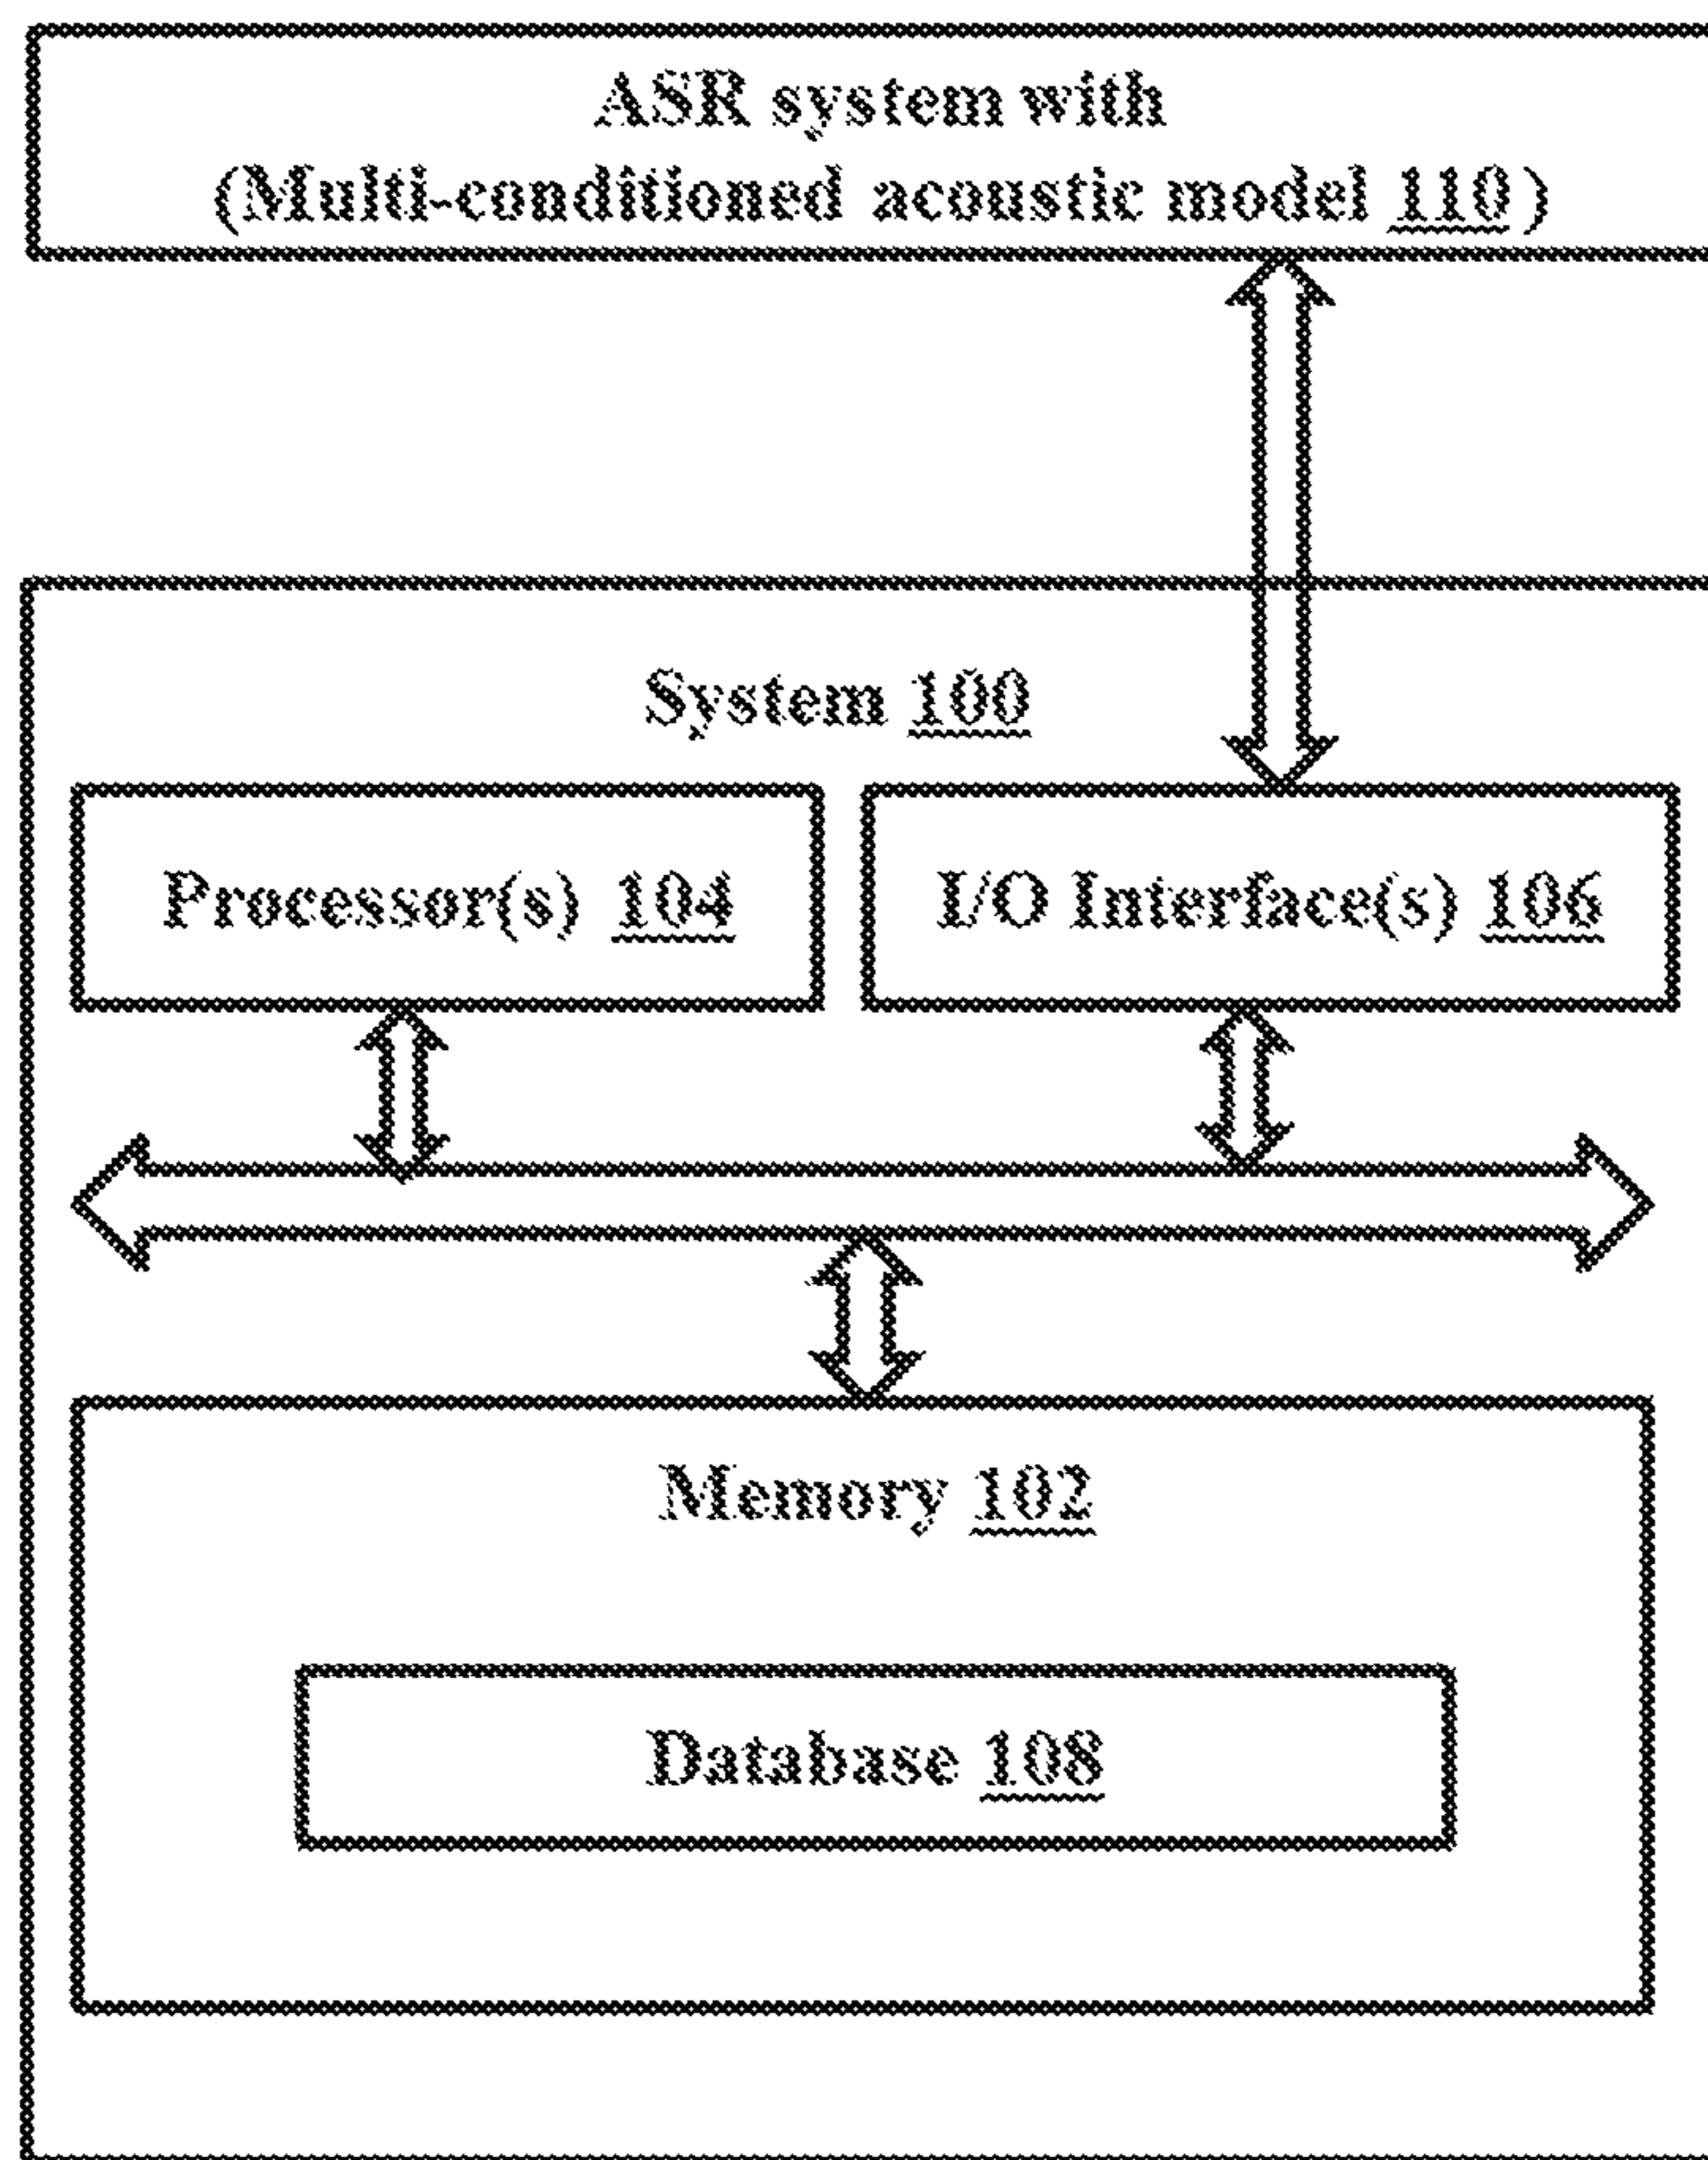 ASR system with
(Multi-conditioned acoustic model 110)
System 100
Processor(s) 104
I/O Interface(s) 106
Memory 102
Database 108